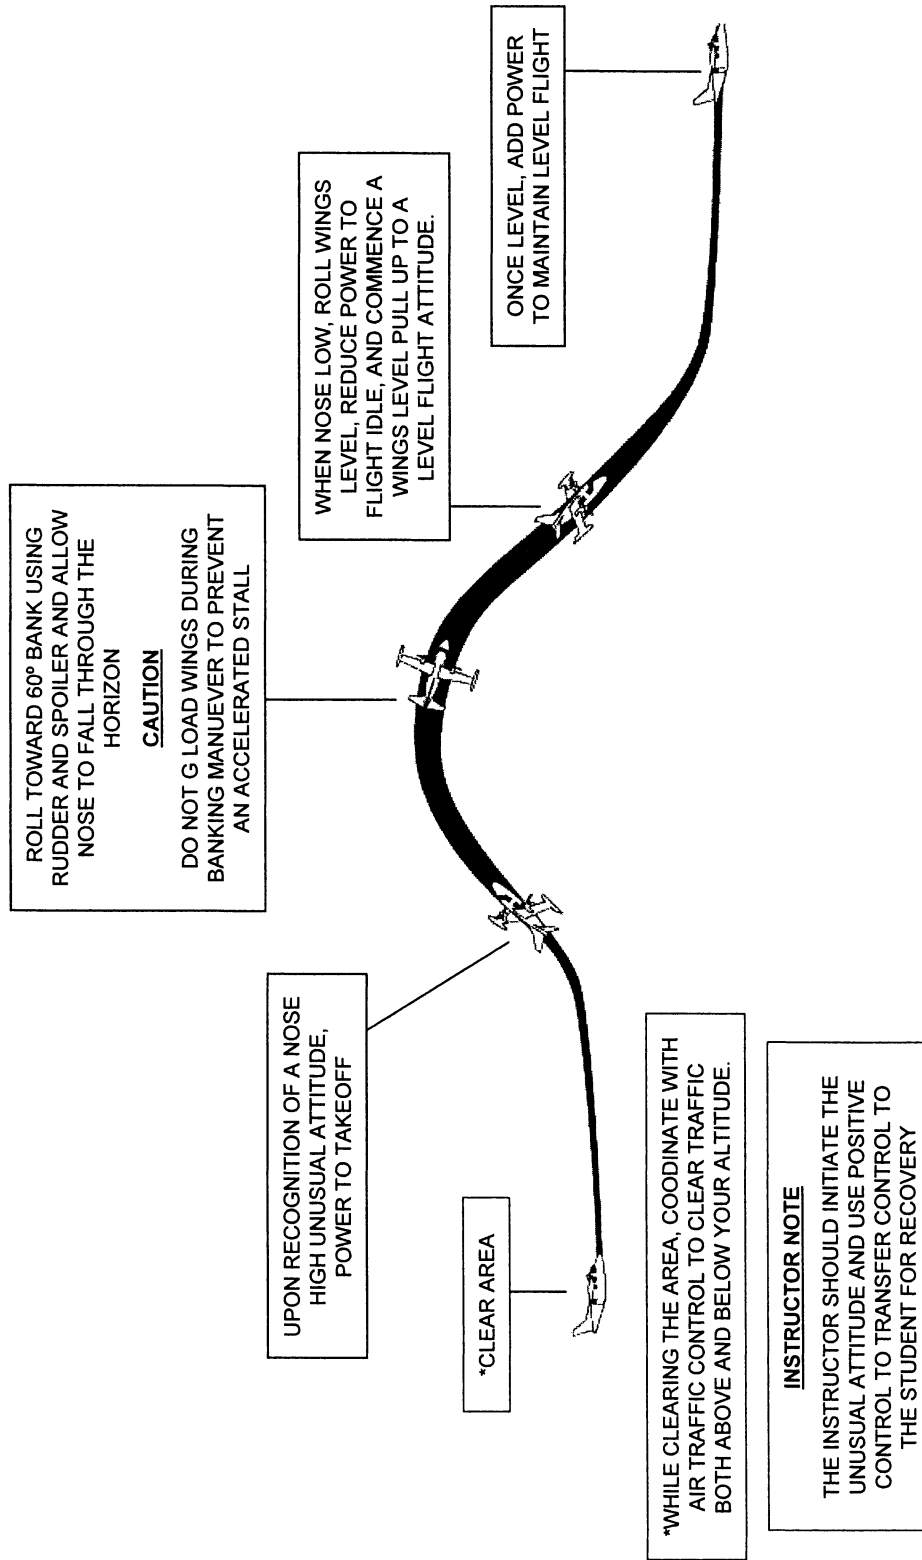 *CLEAR AREA
UPON RECOGNITION OF A NOSE
HIGH UNUSUAL ATTITUDE,
POWER TO TAKEOFF
ROLL TOWARD 60º BANK USING
RUDDER AND SPOILER AND ALLOW
NOSE TO FALL THROUGH THE
HORIZON
CAUTION
DO NOT G LOAD WINGS DURING
BANKING MANUEVER TO PREVENT
AN ACCELERATED STALL
WHEN NOSE LOW, ROLL WINGS
LEVEL, REDUCE POWER TO
FLIGHT IDLE, AND COMMENCE A
WINGS LEVEL PULL UP TO A
LEVEL FLIGHT ATTITUDE.
ONCE LEVEL, ADD POWER
TO MAINTAIN LEVEL FLIGHT
*WHILE CLEARING THE AREA, COODINATE WITH
AIR TRAFFIC CONTROL TO CLEAR TRAFFIC
BOTH ABOVE AND BELOW YOUR ALTITUDE.
INSTRUCTOR NOTE
THE INSTRUCTOR SHOULD INITIATE THE
UNUSUAL ATTITUDE AND USE POSITIVE
CONTROL TO TRANSFER CONTROL TO
THE STUDENT FOR RECOVERY